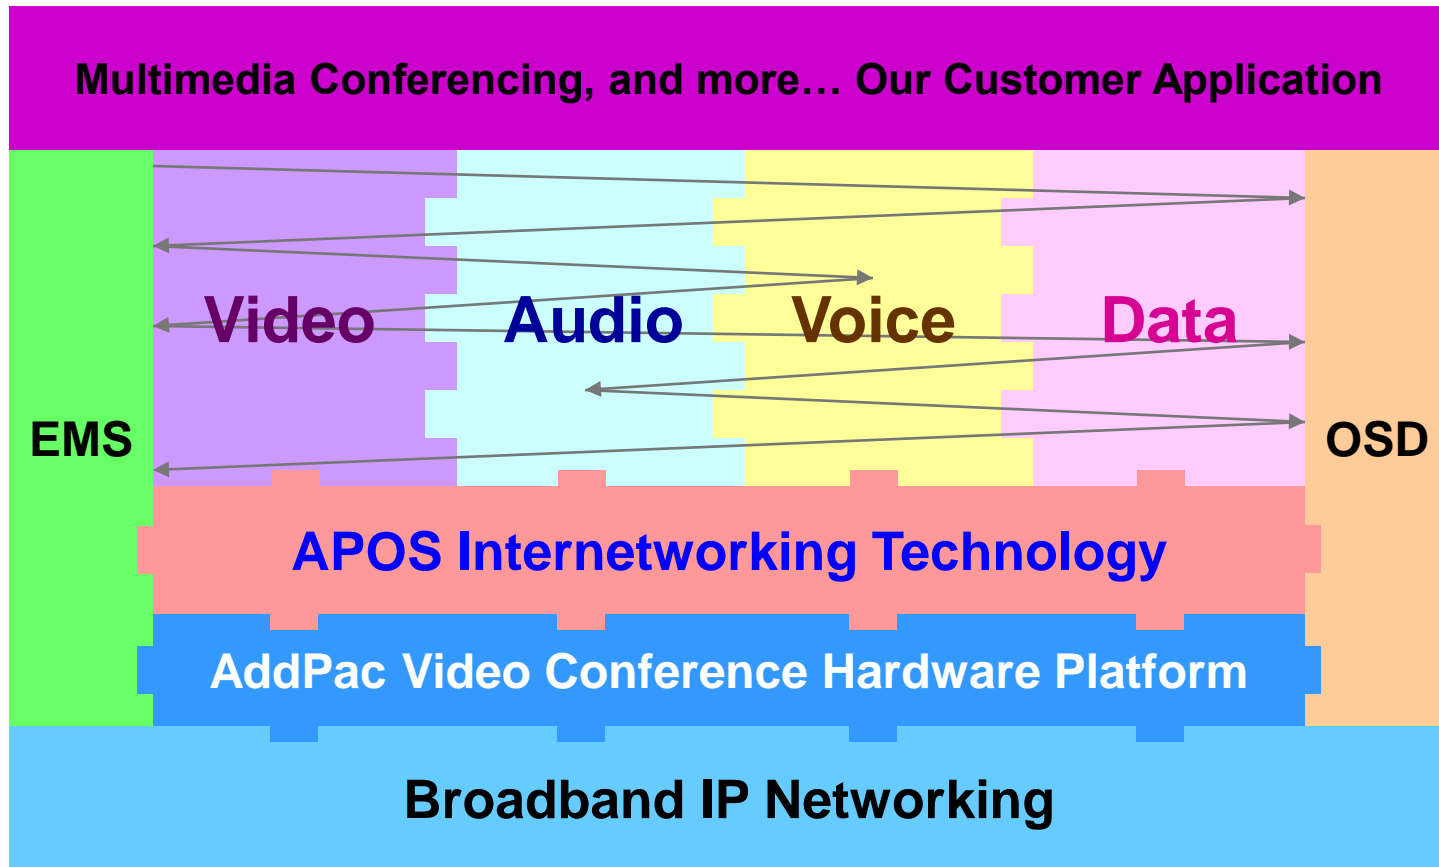 Multimedia Conferencing, and more… Our Customer Application
Video Audio Voice Data
EMS
OSD
APOS Internetworking Technology
AddPac Video Conference Hardware Platform
Broadband IP Networking